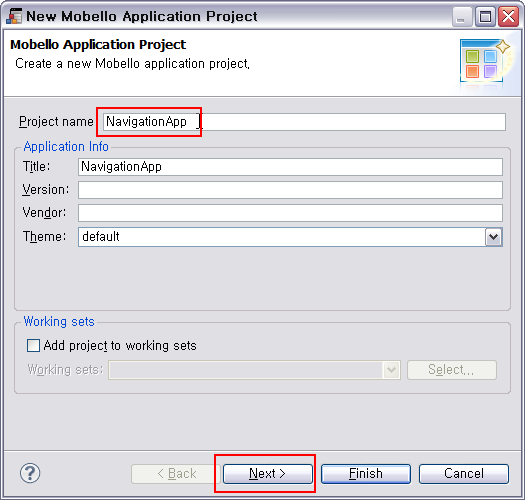 New Mobello Application Project
Mobello Application Project
Create a new Mobello application project.
Project name NavigationApp
Application Info
Title: NavigationApp
Version:
Vendor:
Theme: default
Working sets
Add project to working sets
Working sets: Select...
? < Back Next > Finish Cancel